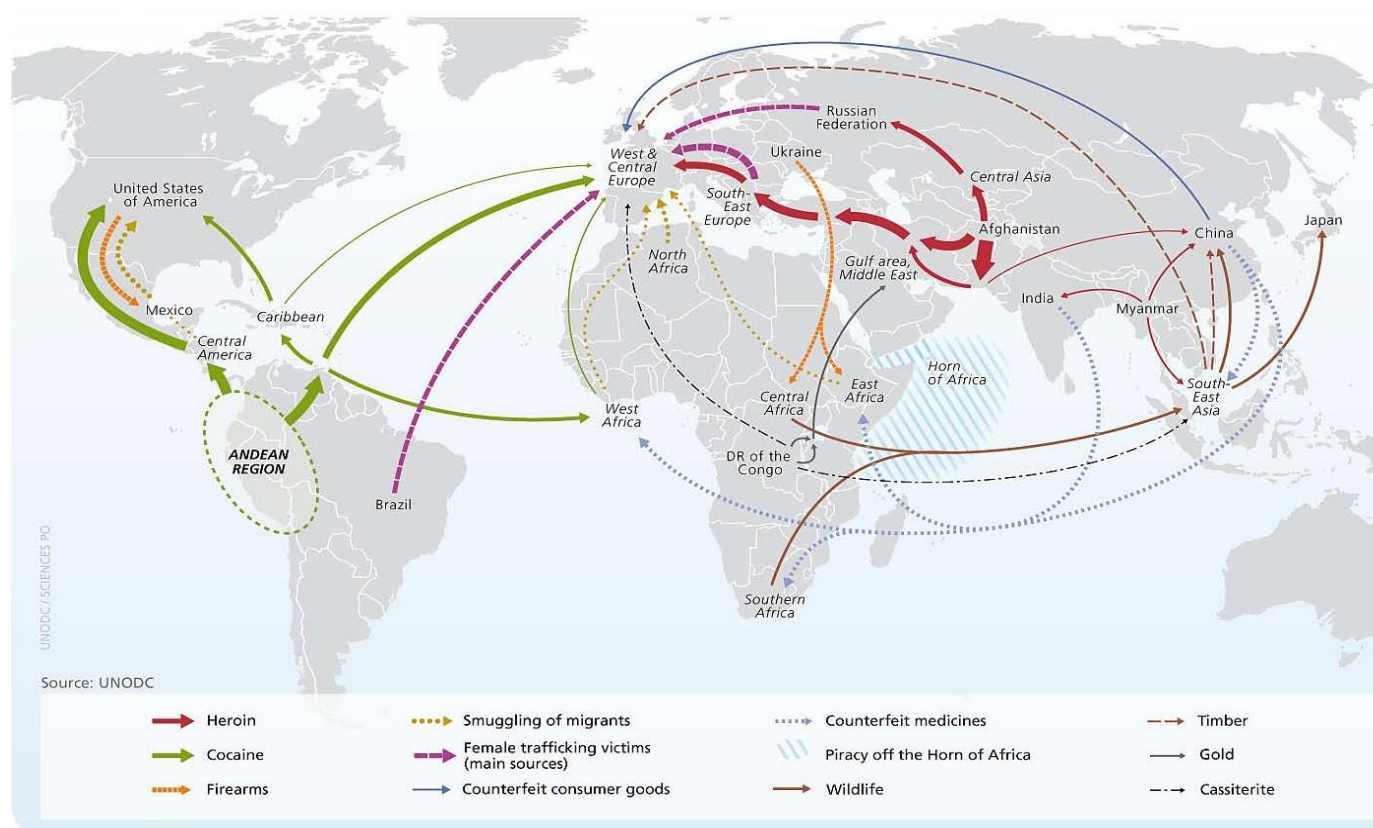 Russian
Federation
Ukraine
West &
Central
Europe
Central Asia
United States
of America
South-
East
Europe
Afghanistan
Japan
China
North
Africa
Gulf area,
Middle East
India
Myanmar
Mexico
Caribbean
Central
America
Horn
of Africa
Central
Africa
East
Africa
South-
East
Asia
West
Africa
ANDEAN
REGION
DR of the
Congo
Brazil
Southern
Africa
UNODC / SCIENCES PO
Source: UNODC
Heroin
Smuggling of migrants
Counterfeit medicines
Timber
Cocaine
Female trafficking victims
(main sources)
Piracy off the Horn of Africa
Gold
Firearms
Counterfeit consumer goods
Wildlife
Cassiterite